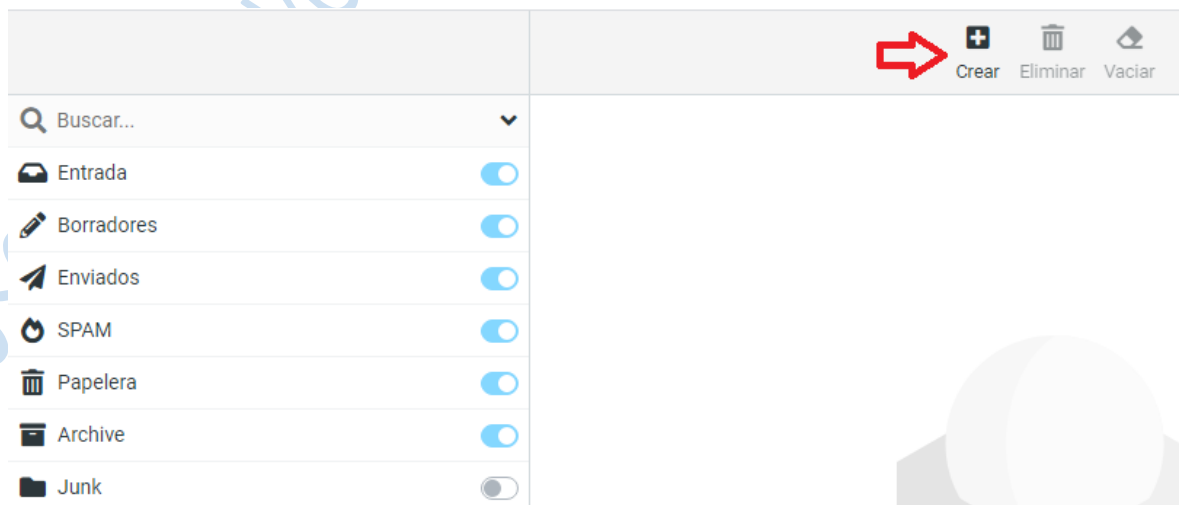 Crear Eliminar Vaciar
Buscar...
Entrada
Borradores
Enviados
SPAM
Papelera
Archive
Junk